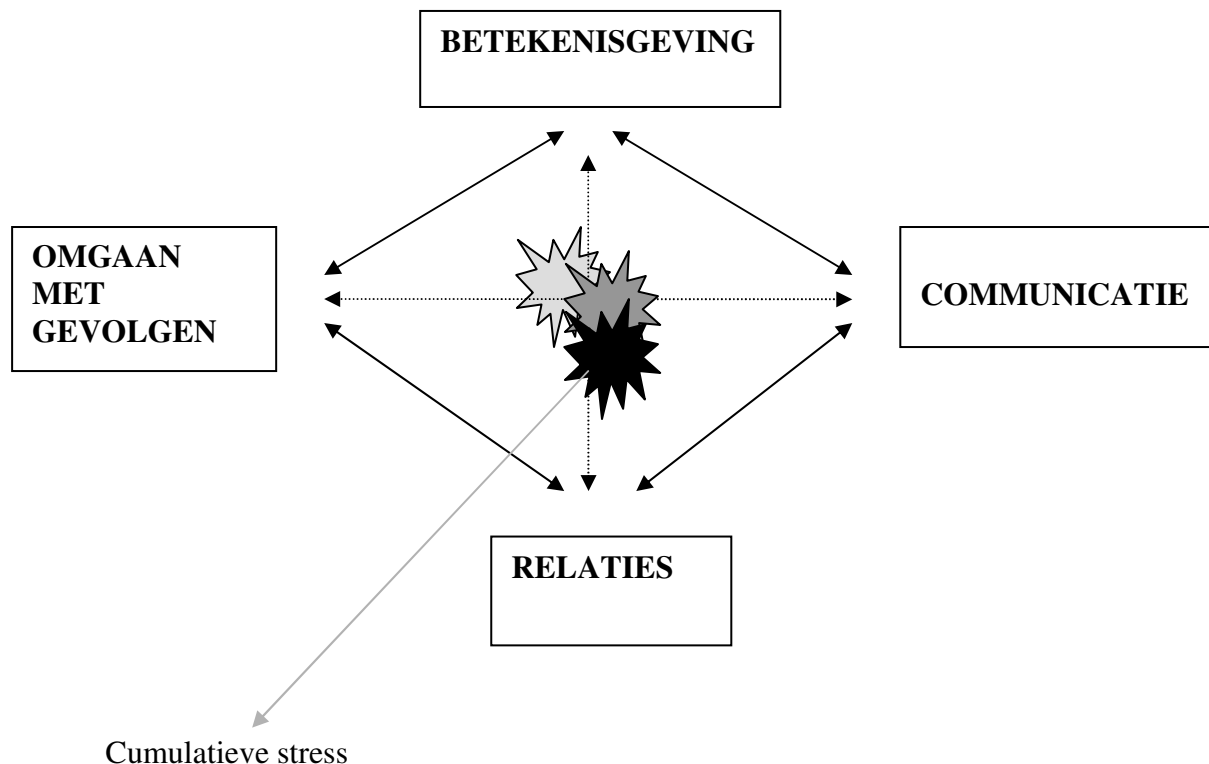 BETEKENISGEVING
OMGAAN
MET
GEVOLGEN
COMMUNICATIE
RELATIES
Cumulatieve stress